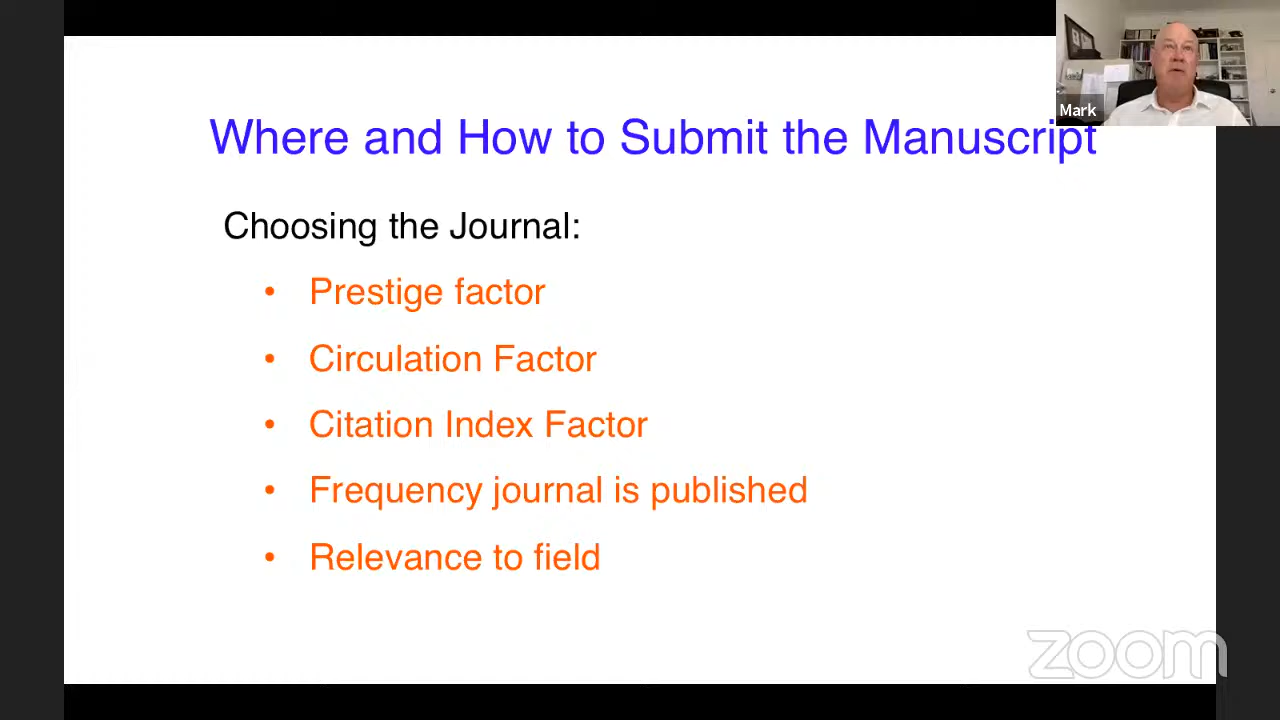 Where and How to Submit the Manuscript
Mark
Choosing the Journal:
• Prestige factor
• Circulation Factor
• Citation Index Factor
• Frequency journal is published
• Relevance to field
zoom